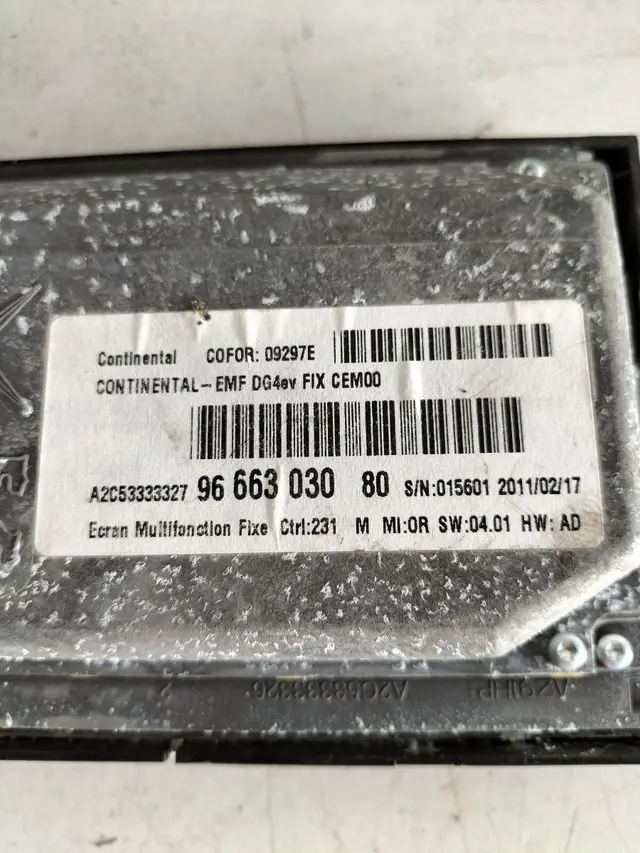 Continental COFOR: 09297E
CONTINENTAL-EMF DG4ev FIX CEM00
A2C53333327 96 663 030 80 S/N:015601 2011/02/17
Ecran Multifonction Fixe Ctrl:231 M MI:OR SW:04.01 HW: AD